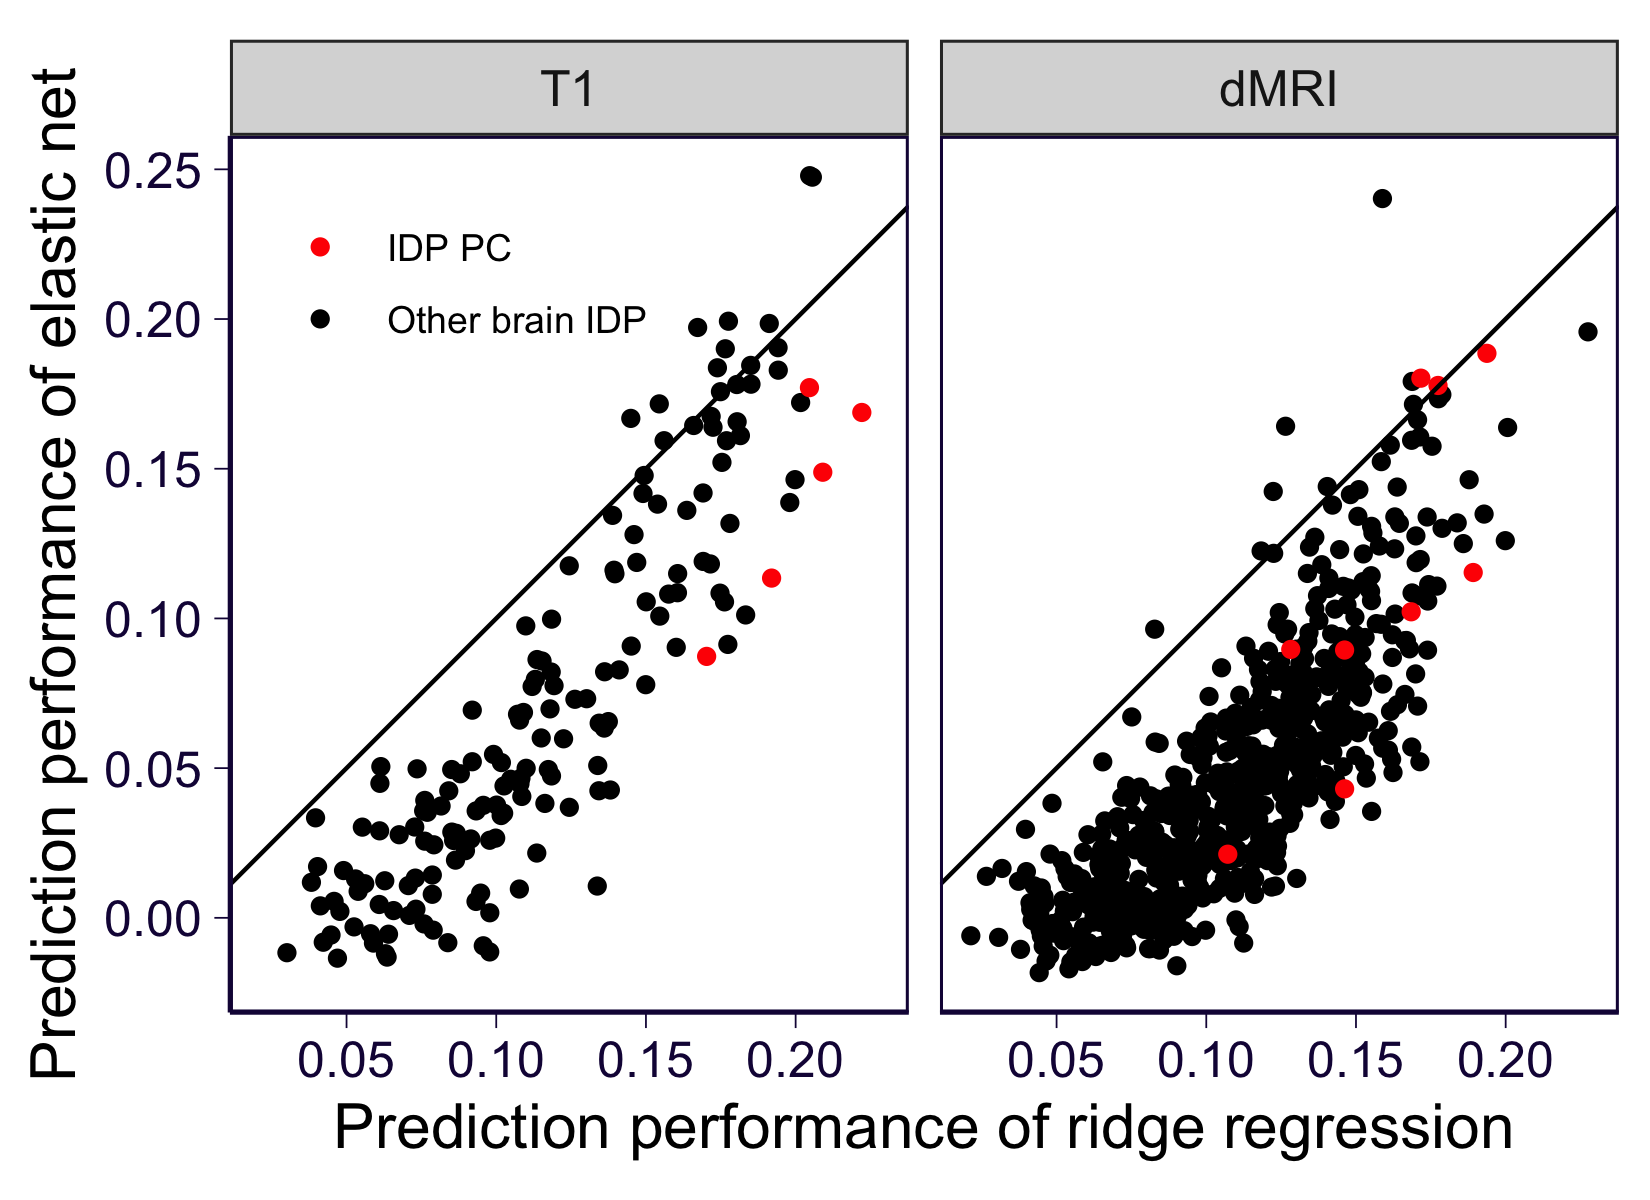 T1
dMRI
Prediction performance of elastic net
0.25
0.20
0.15
0.10
0.05
0.00
IDP PC
Other brain IDP
0.05 0.10 0.15 0.20
0.05 0.10 0.15 0.20
Prediction performance of ridge regression